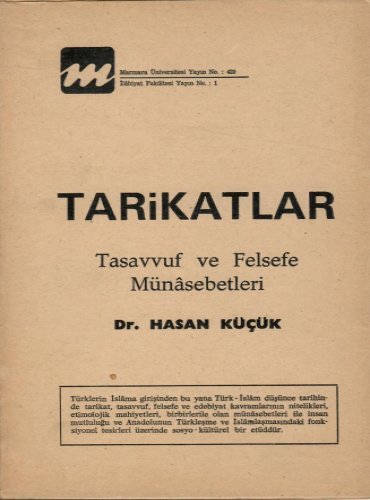 m
Marmara Üniversitesi Yayın No. : 420
İlâhiyat Fakültesi Yayın No. : 1
TARiKATLAR
Tasavvuf ve Felsefe
Münâsebetleri
Dr. HASAN KÜÇÜK
Türklerin İslâma girişinden bu yana Türk - İslâm düşünce tarihin-
de tarikat, tasavvuf, felsefe ve edebiyat kavramlarının nitelikleri,
etimolojik mahiyetleri, birbirlerile olan münâsebetleri ile insan
mutluluğu ve Anadolunun Türkleşme ve İslâmlaşmasındaki fonk-
siyonel tesirleri üzerinde sosyo - kültürel bir etüddür.